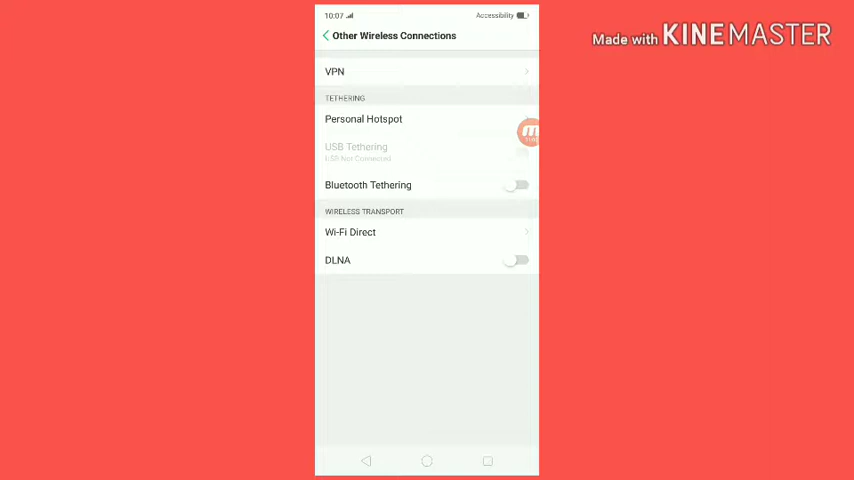 10:07
Accessibility
Other Wireless Connections
VPN
TETHERING
Personal Hotspot
USB Tethering
USB Not Connected
Bluetooth Tethering
WIRELESS TRANSPORT
Wi-Fi Direct
DLNA
Made with KINEMASTER